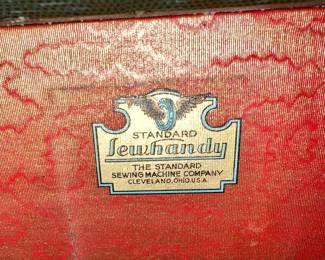 STANDARD
Sewhandy
THE STANDARD
SEWING MACHINE COMPANY
CLEVELAND, OHIO. U.S.A.